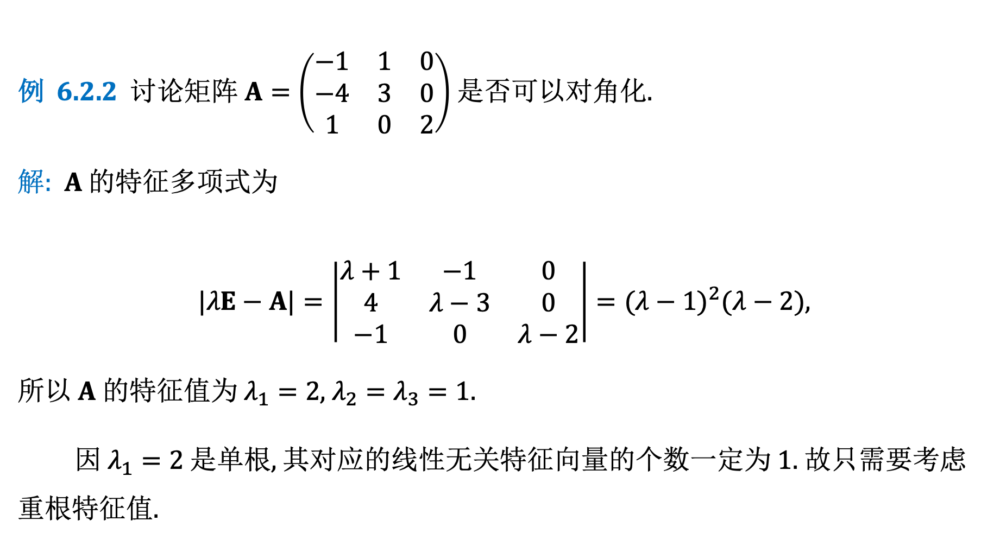 例 6.2.2 讨论矩阵 $\mathbf{A} = \begin{pmatrix} -1 & 1 & 0 \\ -4 & 3 & 0 \\ 1 & 0 & 2 \end{pmatrix}$ 是否可以对角化.
解: $\mathbf{A}$ 的特征多项式为
$|\lambda\mathbf{E} - \mathbf{A}| = \begin{vmatrix} \lambda + 1 & -1 & 0 \\ 4 & \lambda - 3 & 0 \\ -1 & 0 & \lambda - 2 \end{vmatrix} = (\lambda - 1)^2(\lambda - 2),$
所以 $\mathbf{A}$ 的特征值为 $\lambda_1 = 2, \lambda_2 = \lambda_3 = 1.$
因 $\lambda_1 = 2$ 是单根, 其对应的线性无关特征向量的个数一定为 1. 故只需要考虑
重根特征值.